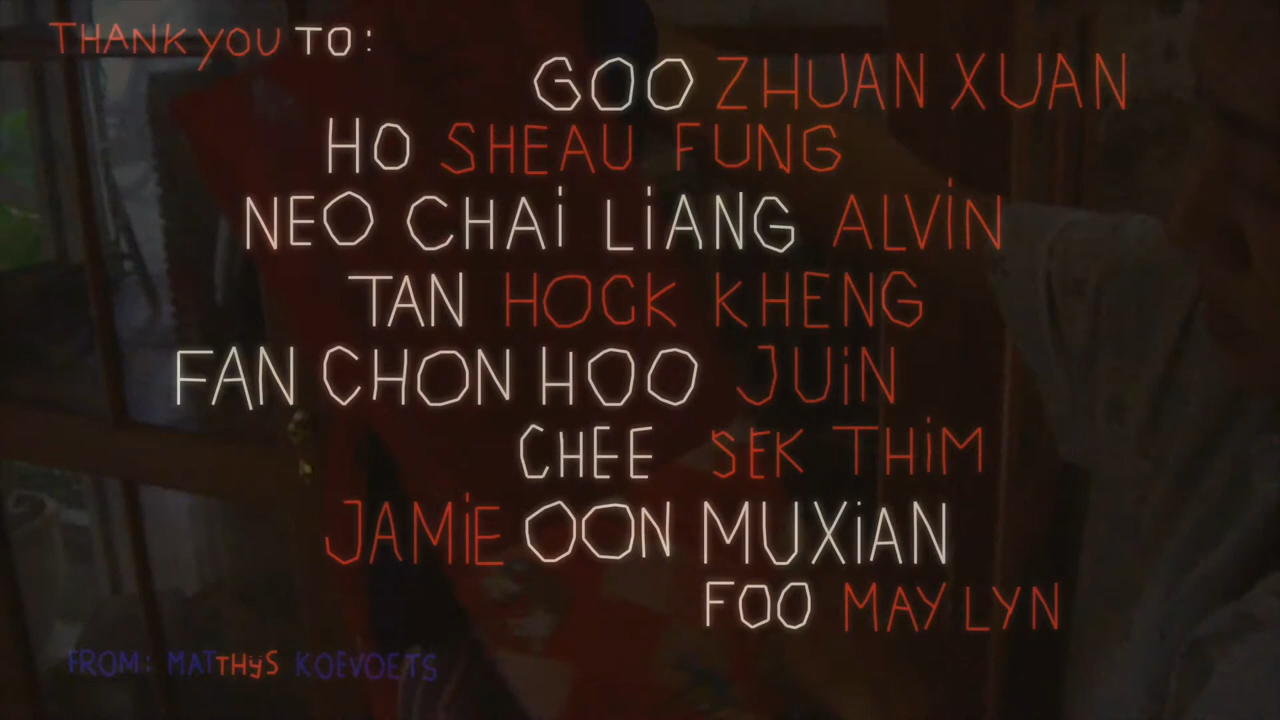 THANK YOU TO:
GOO ZHUAN XUAN
HO SHEAU FUNG
NEO CHAi LiANG ALViN
TAN HOCK KHENG
FAN CHON HOO JUiN
CHEE SEK THiM
JAMiE OON MUXiAN
FOO MAY LYN
FROM: MATTHÿS KOEVOETS